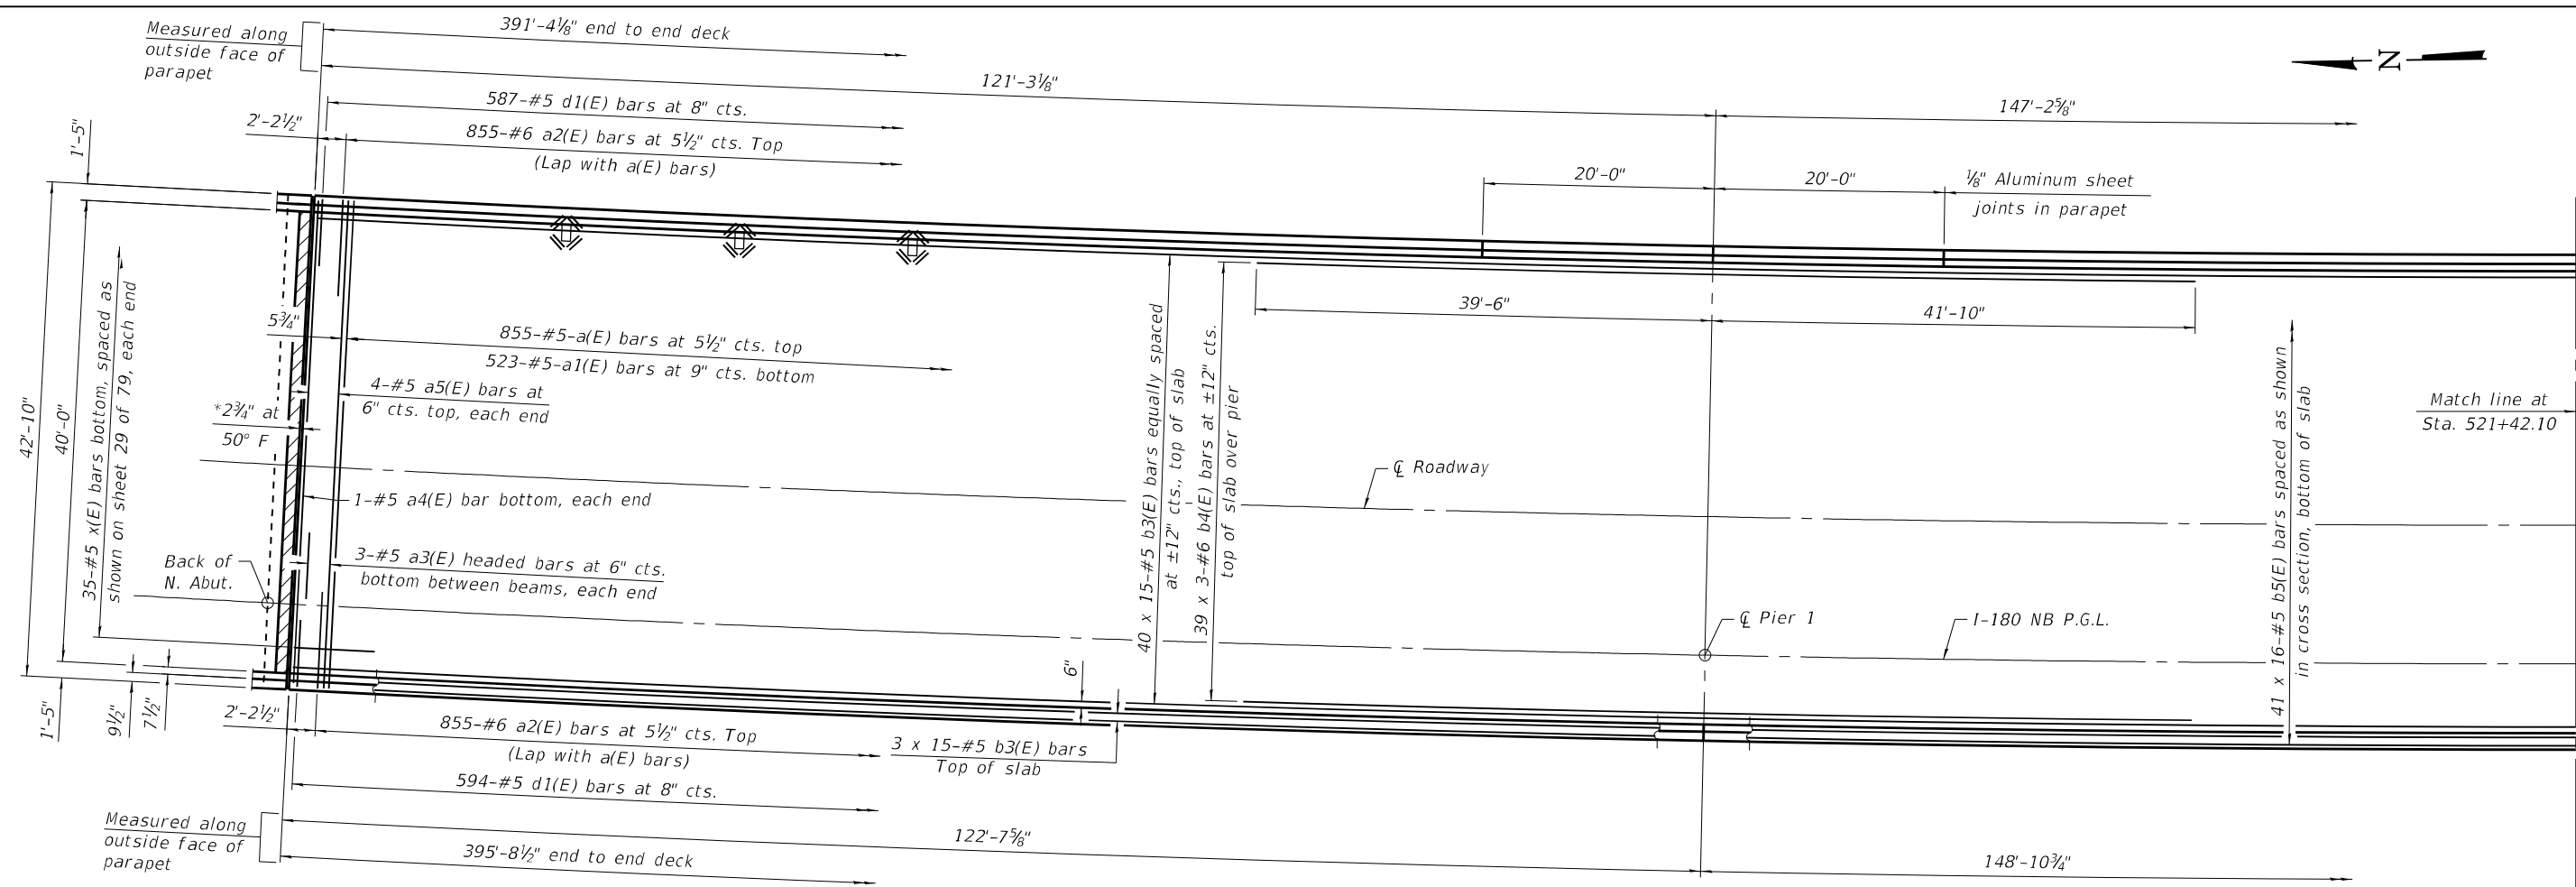 Measured along
outside face of
parapet
391'-4⅛" end to end deck
121'-3⅛"
N
147'-2⅝"
587-#5 d1(E) bars at 8" cts.
2'-2½"
855-#6 a2(E) bars at 5½" cts. Top
(Lap with a(E) bars)
1'-5"
20'-0"
20'-0"
⅛" Aluminum sheet
joints in parapet
42'-10"
40'-0"
35-#5 x(E) bars bottom, spaced as
shown on sheet 29 of 79, each end
5¾"
855-#5-a(E) bars at 5½" cts. top
523-#5-a1(E) bars at 9" cts. bottom
4-#5 a5(E) bars at
6" cts. top, each end
*2¾" at
50° F
1-#5 a4(E) bar bottom, each end
Back of
N. Abut.
3-#5 a3(E) headed bars at 6" cts.
bottom between beams, each end
40 x 15-#5 b3(E) bars equally spaced
at ±12" cts., top of slab
39 x 3-#6 b4(E) bars at ±12" cts.
top of slab over pier
39'-6"
41'-10"
℄ Roadway
℄ Pier 1
I-180 NB P.G.L.
41 x 16-#5 b5(E) bars spaced as shown
in cross section, bottom of slab
Match line at
Sta. 521+42.10
6"
1'-5"
9½"
7½"
2'-2½"
855-#6 a2(E) bars at 5½" cts. Top
(Lap with a(E) bars)
3 x 15-#5 b3(E) bars
Top of slab
594-#5 d1(E) bars at 8" cts.
Measured along
outside face of
parapet
122'-7⅝"
395'-8½" end to end deck
148'-10¾"